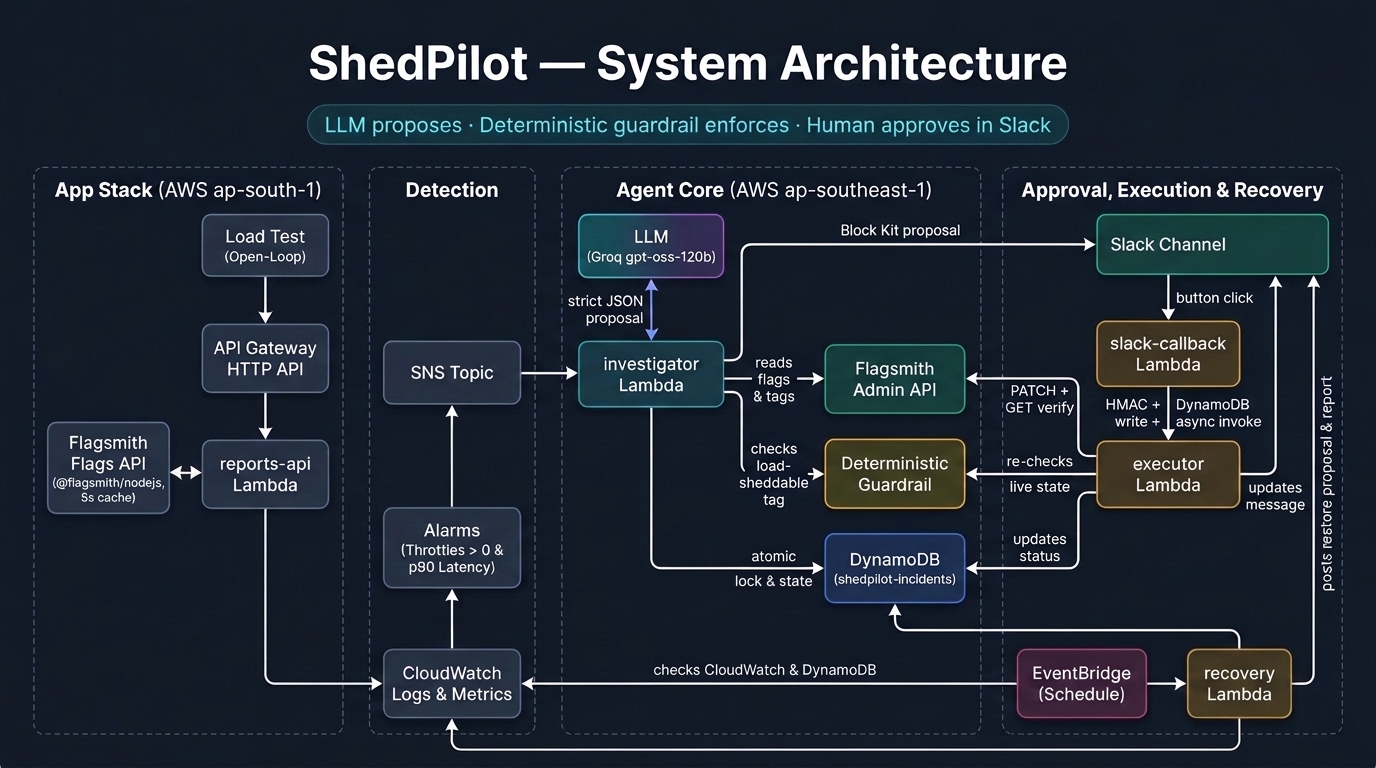 ShedPilot — System Architecture
LLM proposes · Deterministic guardrail enforces · Human approves in Slack
App Stack (AWS ap-south-1)
Load Test
(Open-Loop)
API Gateway
HTTP API
Flagsmith
Flags API
(@flagsmith/nodejs,
5s cache)
reports-api
Lambda
Detection
SNS Topic
Alarms
(Throttles > 0 &
p90 Latency)
CloudWatch
Logs & Metrics
Agent Core (AWS ap-southeast-1)
LLM
(Groq gpt-oss-120b)
strict JSON
proposal
investigator
Lambda
Block Kit proposal
reads
flags
& tags
Flagsmith
Admin API
checks
load-
sheddable
tag
Deterministic
Guardrail
atomic
lock & state
DynamoDB
(shedpilot-incidents)
checks CloudWatch & DynamoDB
Approval, Execution & Recovery
Slack Channel
button click
slack-callback
Lambda
HMAC +
write +
DynamoDB
async invoke
PATCH +
GET verify
executor
Lambda
re-checks
live state
updates
status
updates
message
posts restore proposal & report
EventBridge
(Schedule)
recovery
Lambda